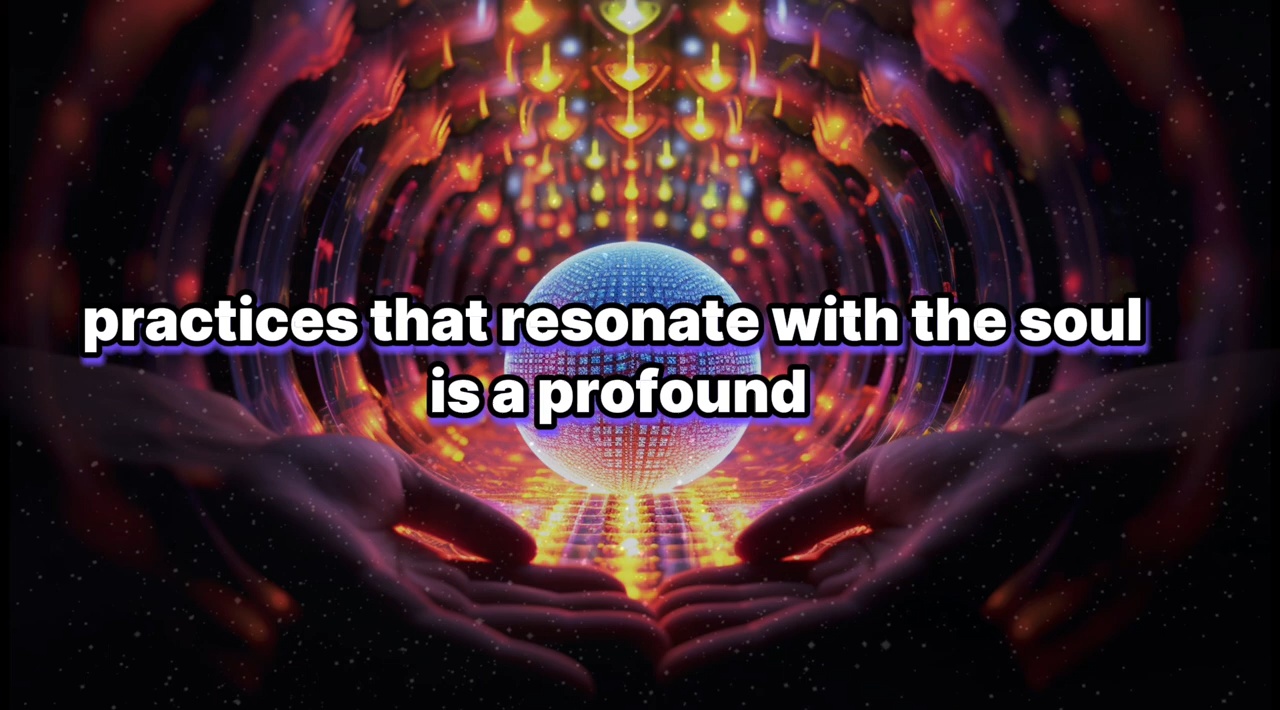 practices that resonate with the soul
is a profound